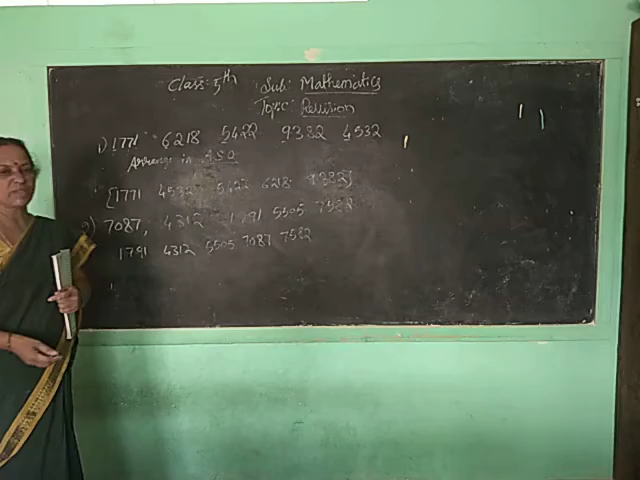 Class: 5th Sub: Mathematics
Topic: Revision
1) 1771 6218 5422 9382 4532
Arrange in ASO
{1771 4532 5422 6218 9382}
2) 7087, 4312 1791 5505 7582
1791 4312 5505 7087 7582